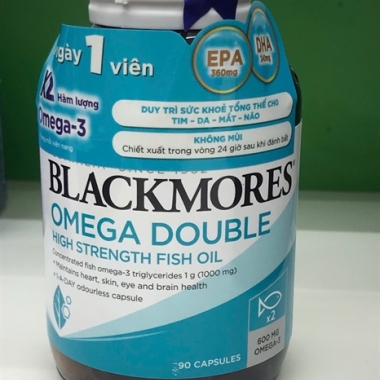 Ngày 1 viên
EPA
360mg
DHA
X2 Hàm lượng
Omega-3
DUY TRÌ SỨC KHOẺ TỔNG THỂ CHO
TIM - DA - MẮT - NÃO
KHÔNG MÙI
Chiết xuất trong vòng 24 giờ sau khi đánh bắt
BLACKMORES®
OMEGA DOUBLE
HIGH STRENGTH FISH OIL
Concentrated fish omega-3 triglycerides 1 g (1000 mg)
• Maintains heart, skin, eye and brain health
• 1-A-DAY odourless capsule
x2
600 MG
OMEGA-3
90 CAPSULES